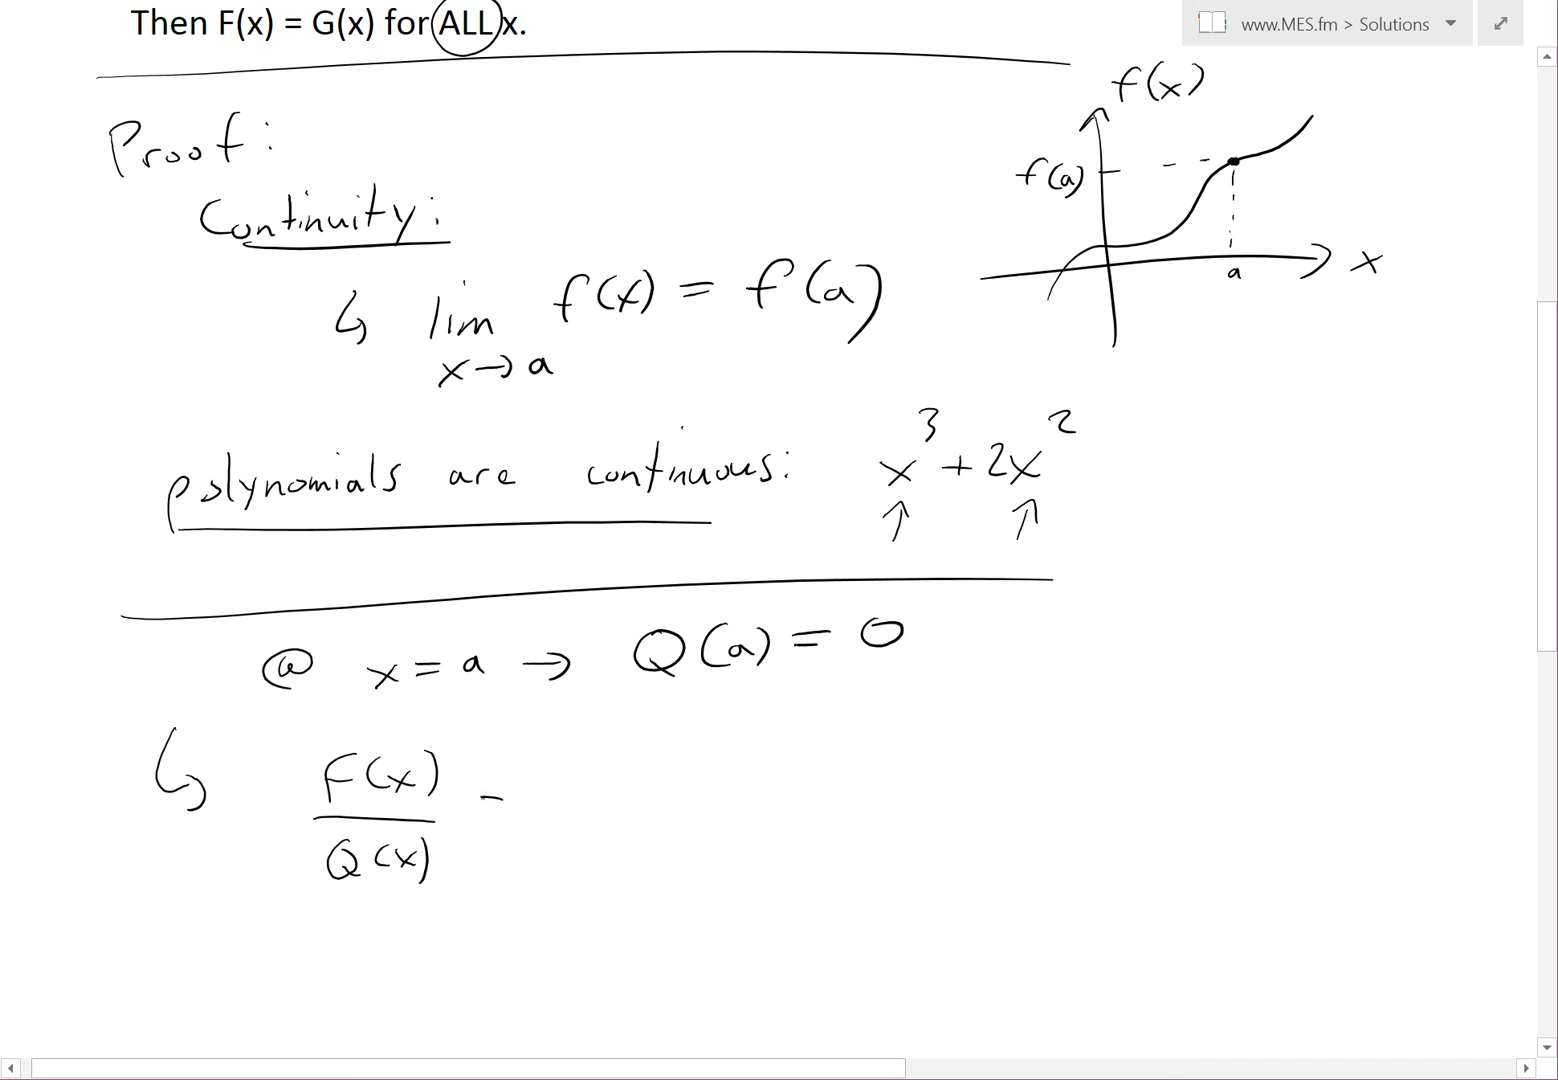 Then F(x) = G(x) for ALL x.
www.MES.fm > Solutions
Proof:
Continuity:
↳ lim f(x) = f(a)
x→a
f(x)
f(a)
a
x
polynomials are continuous: x³ + 2x²
↑ ↑
@ x = a → Q(a) = 0
↳ F(x) -
Q(x)